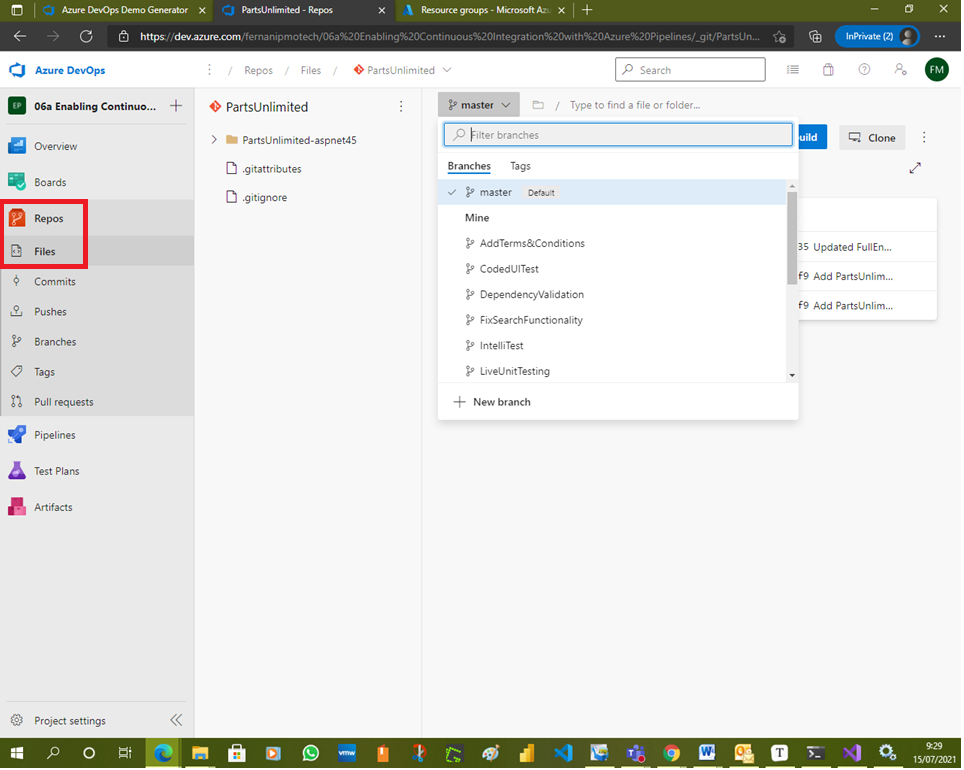 Azure DevOps Demo Generator
PartsUnlimited - Repos
Resource groups - Microsoft Azu
https://dev.azure.com/fernanipmotech/06a%20Enabling%20Continuous%20Integration%20with%20Azure%20Pipelines/_git/PartsUn...
InPrivate (2)
Azure DevOps
/ Repos / Files / PartsUnlimited
Search
FM
EP
06a Enabling Continuo...
Overview
Boards
Repos
Files
Commits
Pushes
Branches
Tags
Pull requests
Pipelines
Test Plans
Artifacts
Project settings
PartsUnlimited
PartsUnlimited-aspnet45
.gitattributes
.gitignore
master
/ Type to find a file or folder...
Filter branches
uild
Clone
Branches
Tags
master Default
Mine
AddTerms&Conditions
CodedUITest
DependencyValidation
FixSearchFunctionality
IntelliTest
LiveUnitTesting
New branch
35 Updated FullEn...
f9 Add PartsUnlim...
f9 Add PartsUnlim...
vmw
9:29
15/07/2021